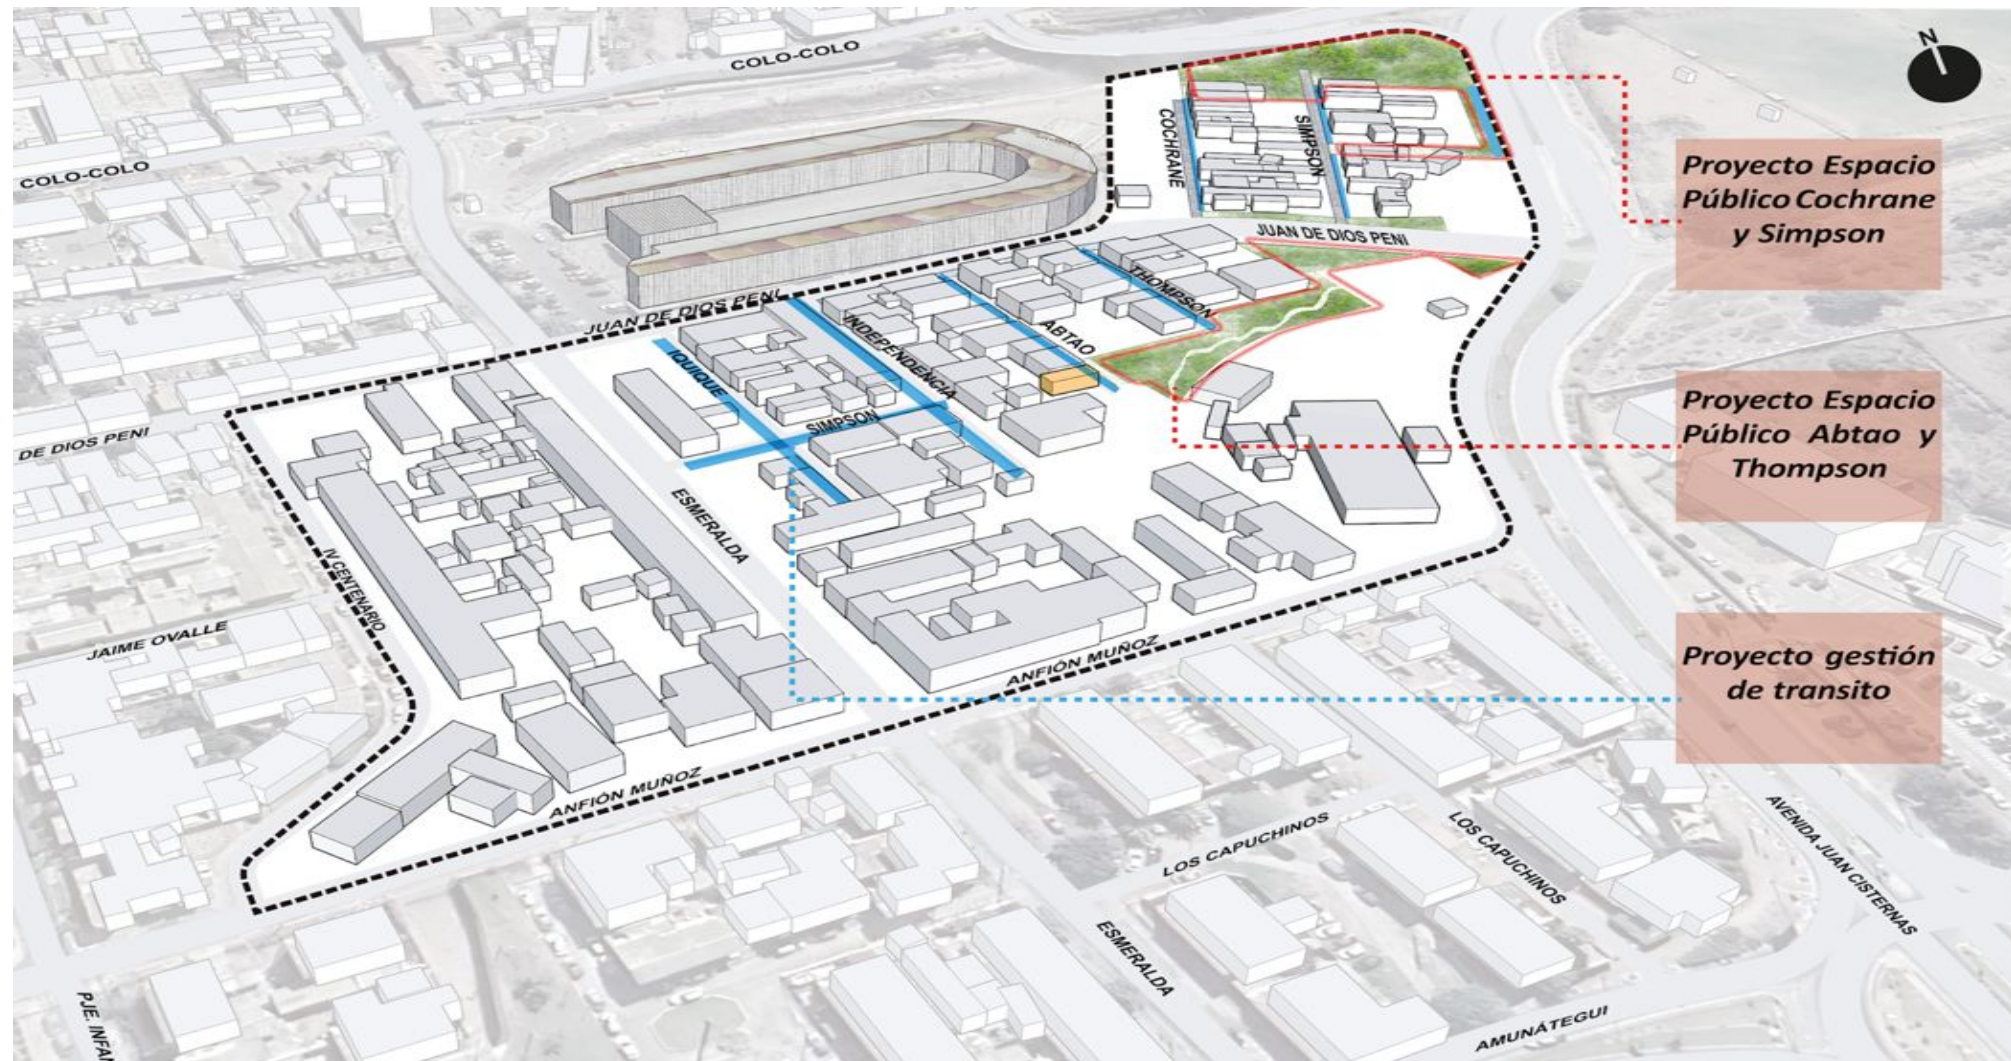 COLO-COLO
N
COLO-COLO
COCHRANE
SIMPSON
Proyecto Espacio
Público Cochrane
y Simpson
JUAN DE DIOS PENI
JUAN DE DIOS PENI
THOMPSON
ABTAO
INDEPENDENCIA
IQUIQUE
SIMPSON
DE DIOS PENI
Proyecto Espacio
Público Abtao y
Thompson
ESMERALDA
IV CENTENARIO
JAIME OVALLE
ANFIÓN MUÑOZ
Proyecto gestión
de transito
ANFIÓN MUÑOZ
LOS CAPUCHINOS
LOS CAPUCHINOS
AVENIDA JUAN CISTERNAS
ESMERALDA
AMUNÁTEGUI
PJE. INFAN